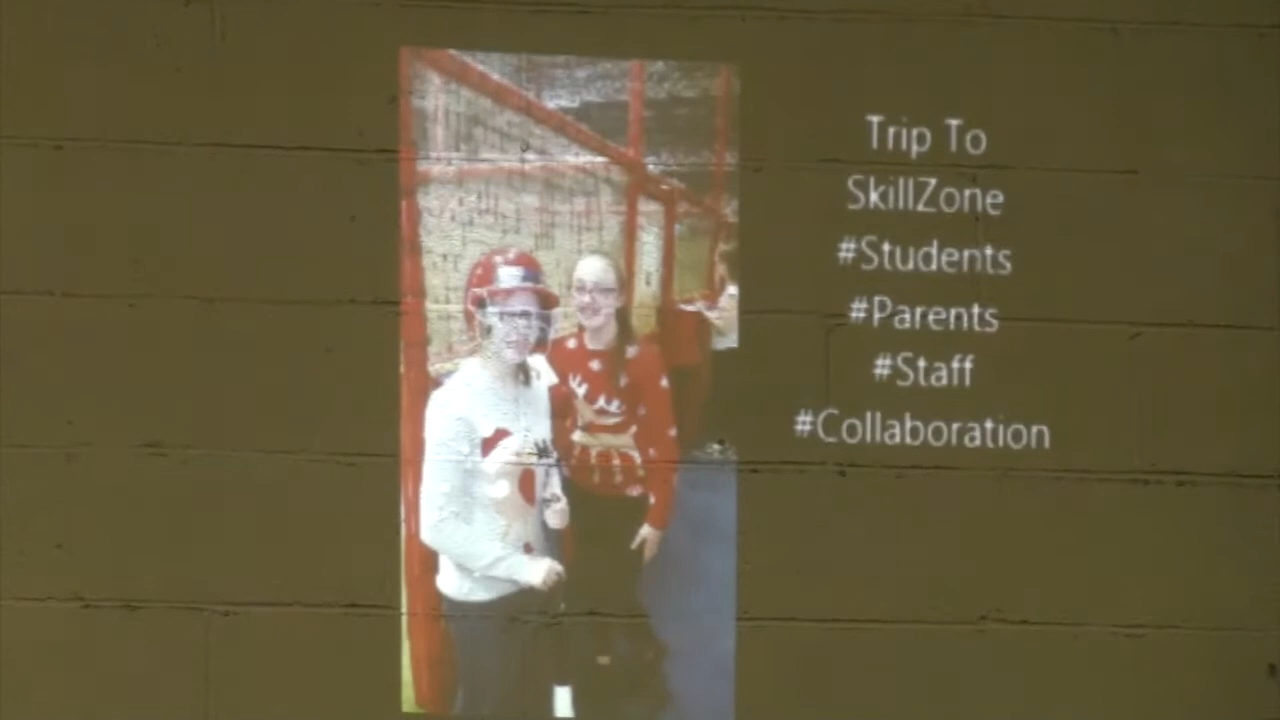 Trip To
SkillZone
#Students
#Parents
#Staff
#Collaboration